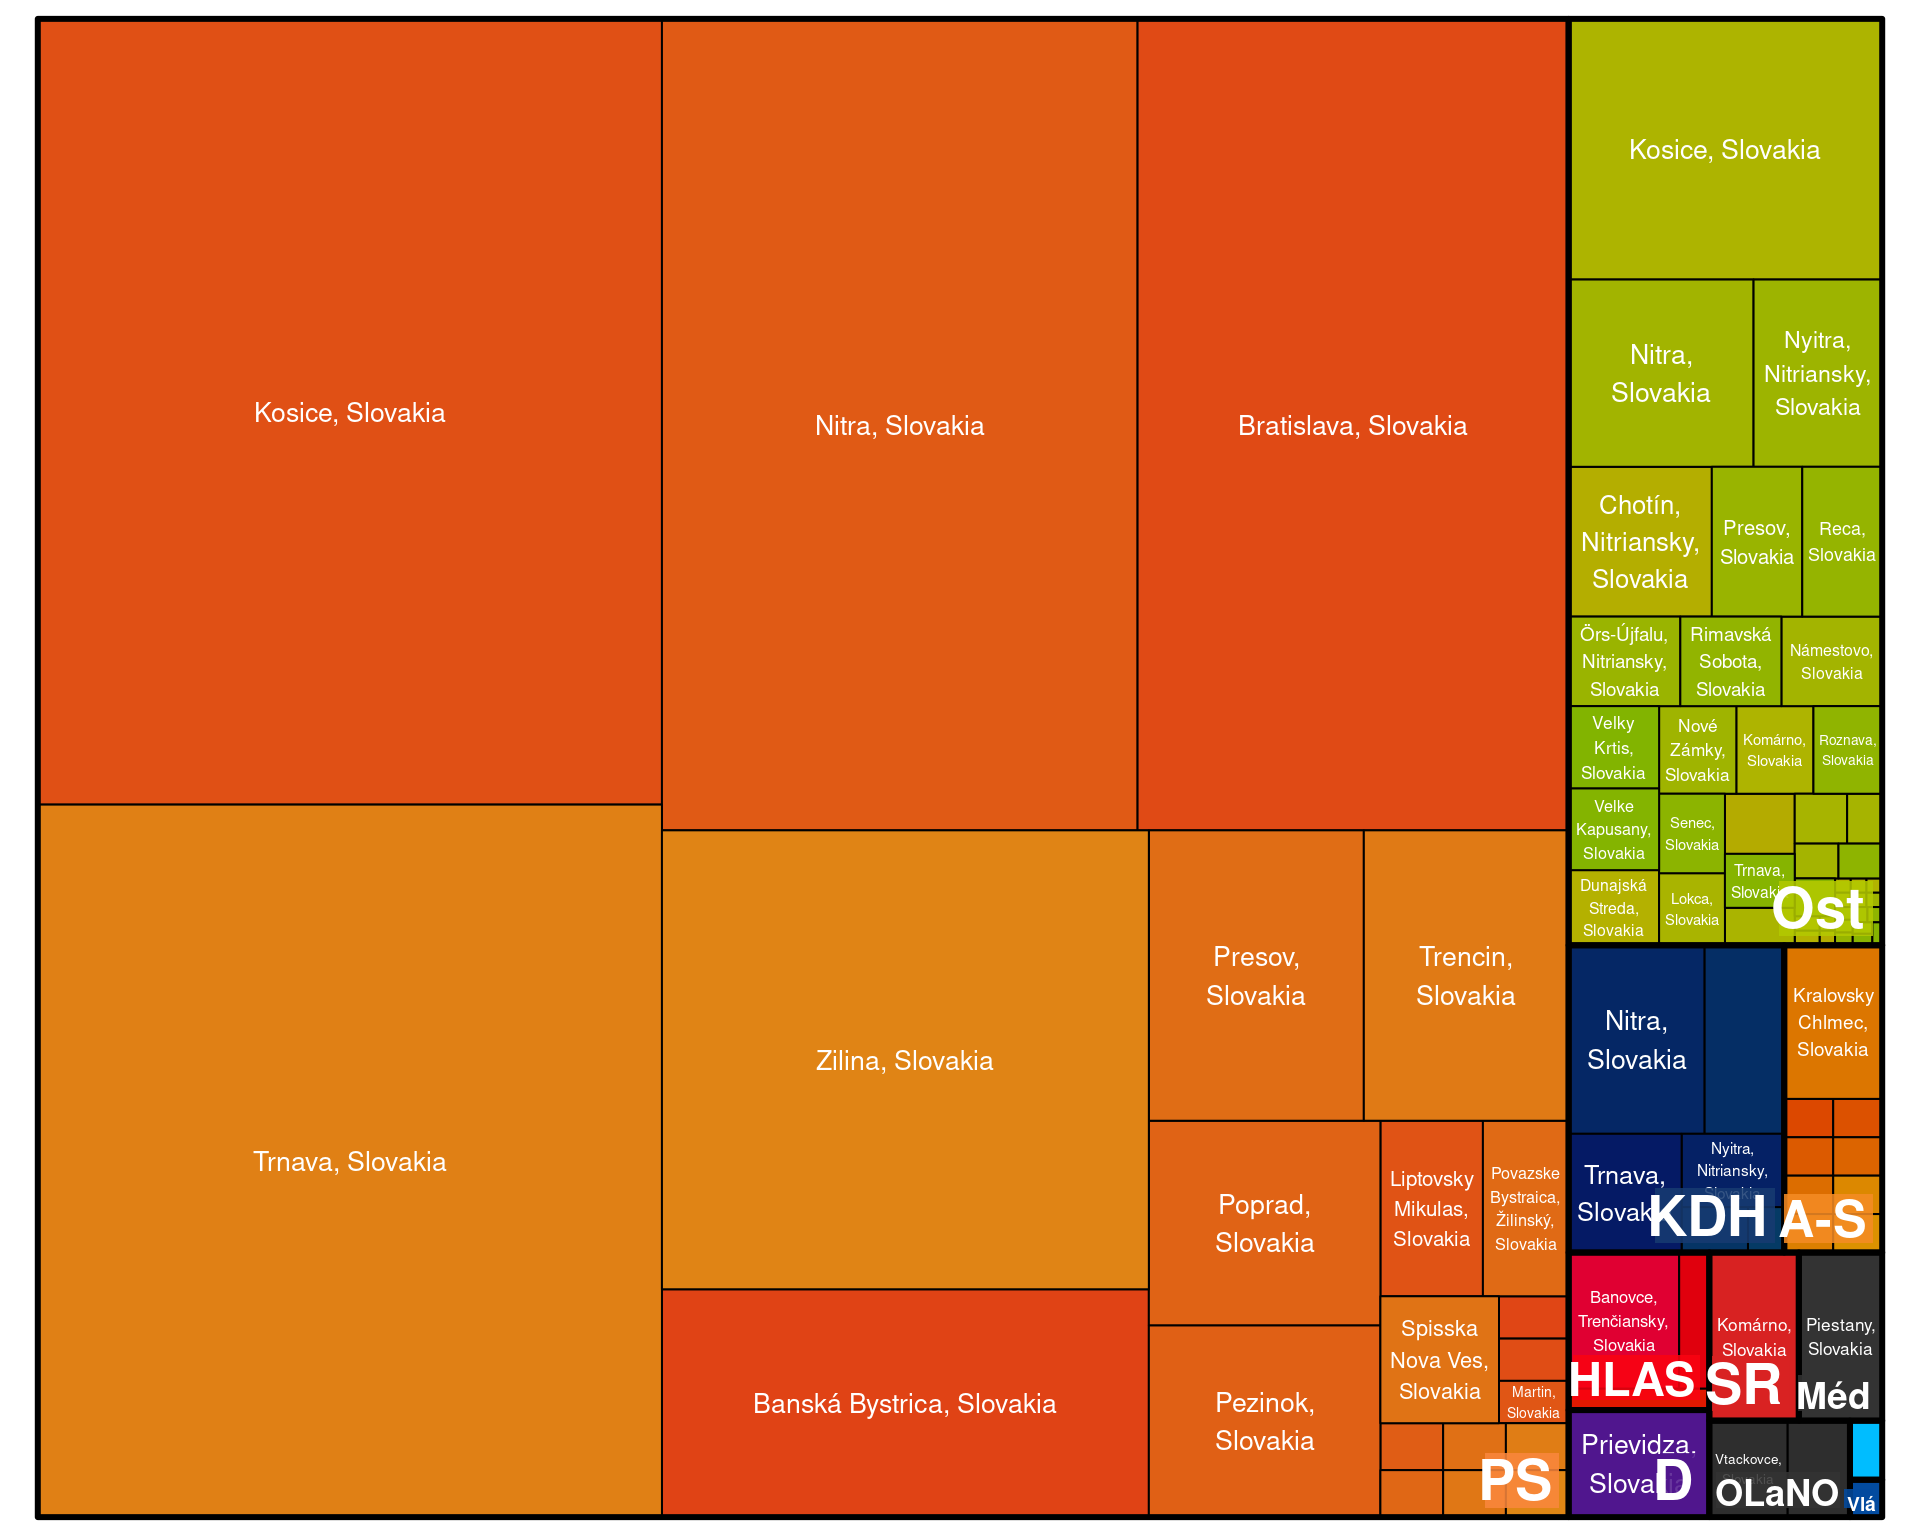 Kosice, Slovakia
Nitra, Slovakia
Bratislava, Slovakia
Trnava, Slovakia
Zilina, Slovakia
Banská Bystrica, Slovakia
Presov,
Slovakia
Trencin,
Slovakia
Poprad,
Slovakia
Pezinok,
Slovakia
Liptovsky
Mikulas,
Slovakia
Povazske
Bystraica,
Žilinský,
Slovakia
Spisska
Nova Ves,
Slovakia
Martin,
Slovakia
PS
Kosice, Slovakia
Nitra,
Slovakia
Nyitra,
Nitriansky,
Slovakia
Chotín,
Nitriansky,
Slovakia
Presov,
Slovakia
Reca,
Slovakia
Örs-Újfalu,
Nitriansky,
Slovakia
Rimavská
Sobota,
Slovakia
Námestovo,
Slovakia
Velky
Krtis,
Slovakia
Nové
Zámky,
Slovakia
Komárno,
Slovakia
Roznava,
Slovakia
Velke
Kapusany,
Slovakia
Senec,
Slovakia
Trnava,
Slovakia
Dunajská
Streda,
Slovakia
Lokca,
Slovakia
Ost
Nitra,
Slovakia
Trnava,
Slovakia
Nyitra,
Nitriansky,
Slovakia
KDH
Kralovsky
Chlmec,
Slovakia
A-S
Banovce,
Trenčiansky,
Slovakia
HLAS
Komárno,
Slovakia
SR
Piestany,
Slovakia
Méd
Prievidza,
Slovakia
D
Vtackovce,
Slovakia
OLaNO
Vlá